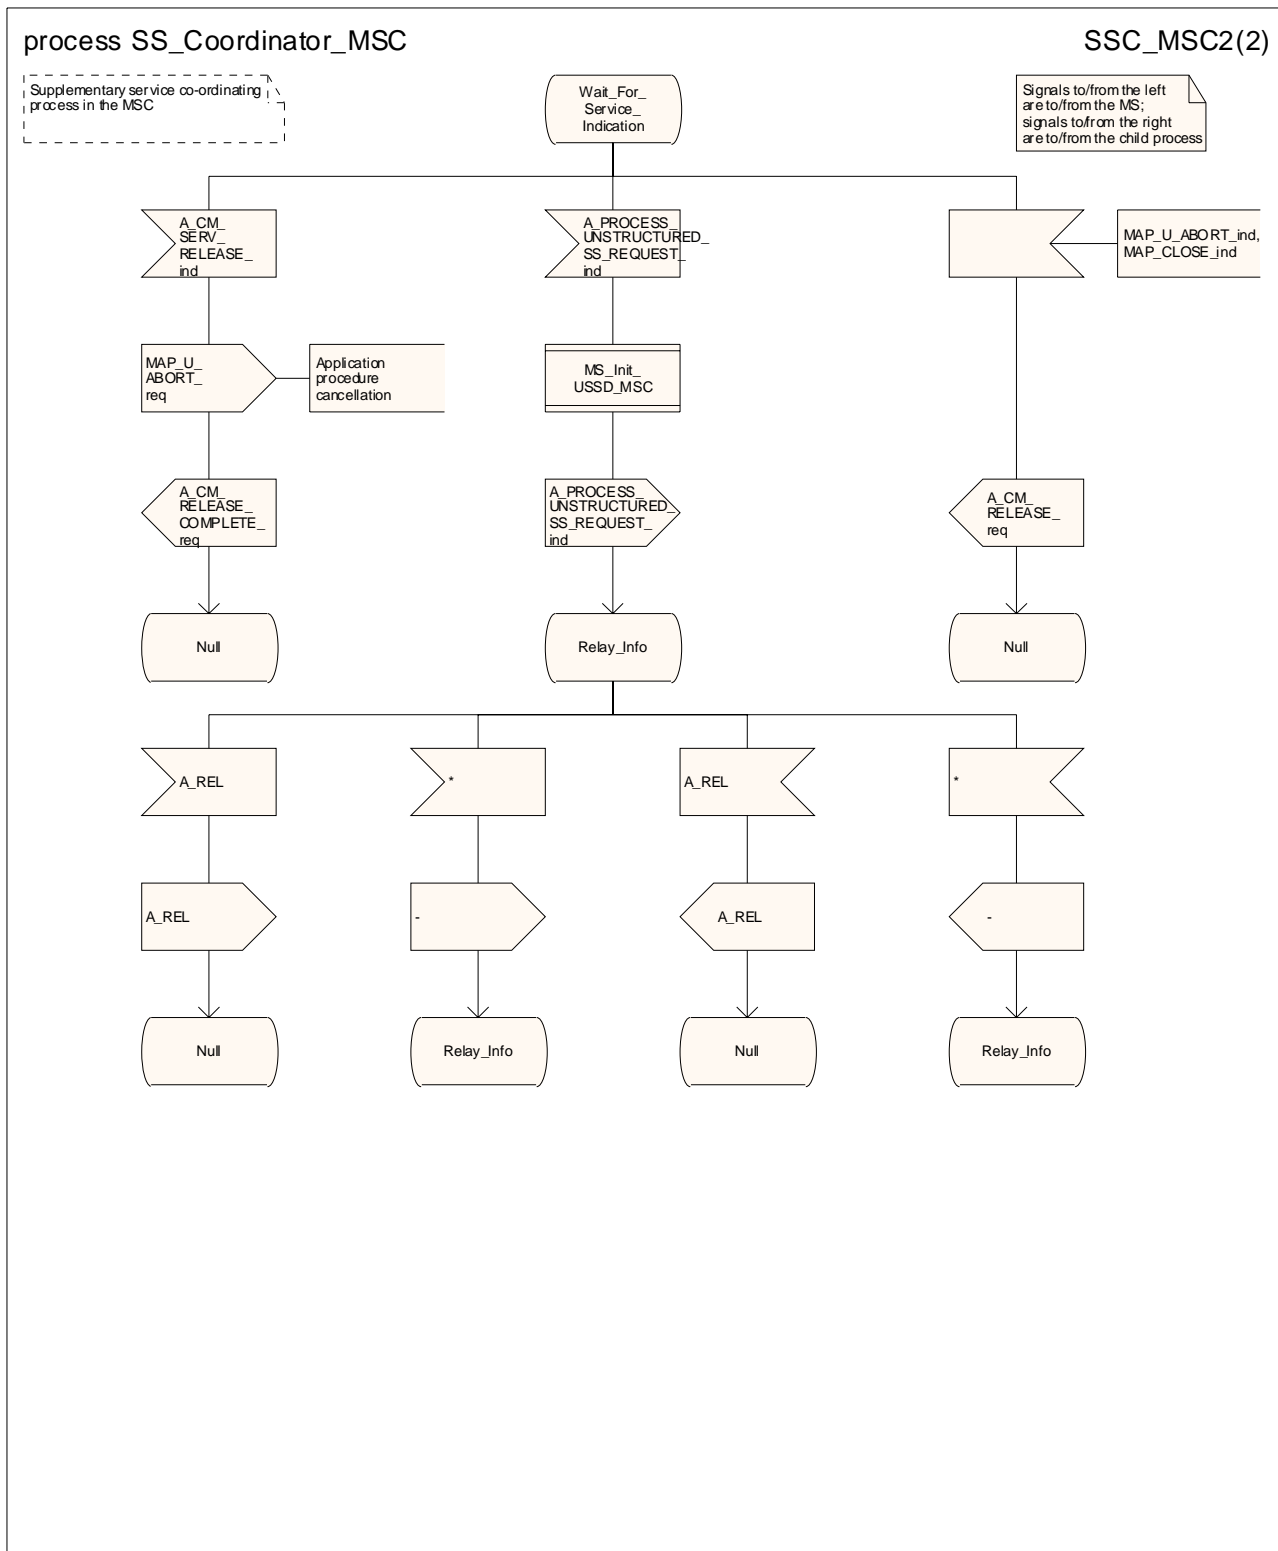 process SS_Coordinator_MSC
SSC_MSC2(2)
Supplementary service co-ordinating
process in the MSC
Wait_For_
Service_
Indication
Signals to/from the left
are to/from the MS;
signals to/from the right
are to/from the child process
A_CM_
SERV_
RELEASE_
ind
A_PROCESS_
UNSTRUCTURED_
SS_REQUEST_
ind
MAP_U_ABORT_ind,
MAP_CLOSE_ind
MAP_U_
ABORT_
req
Application
procedure
cancellation
MS_Init_
USSD_MSC
A_CM_
RELEASE_
COMPLETE_
req
A_PROCESS_
UNSTRUCTURED_
SS_REQUEST_
ind
A_CM_
RELEASE_
req
Null
Relay_Info
Null
A_REL
*
A_REL
*
A_REL
-
A_REL
-
Null
Relay_Info
Null
Relay_Info